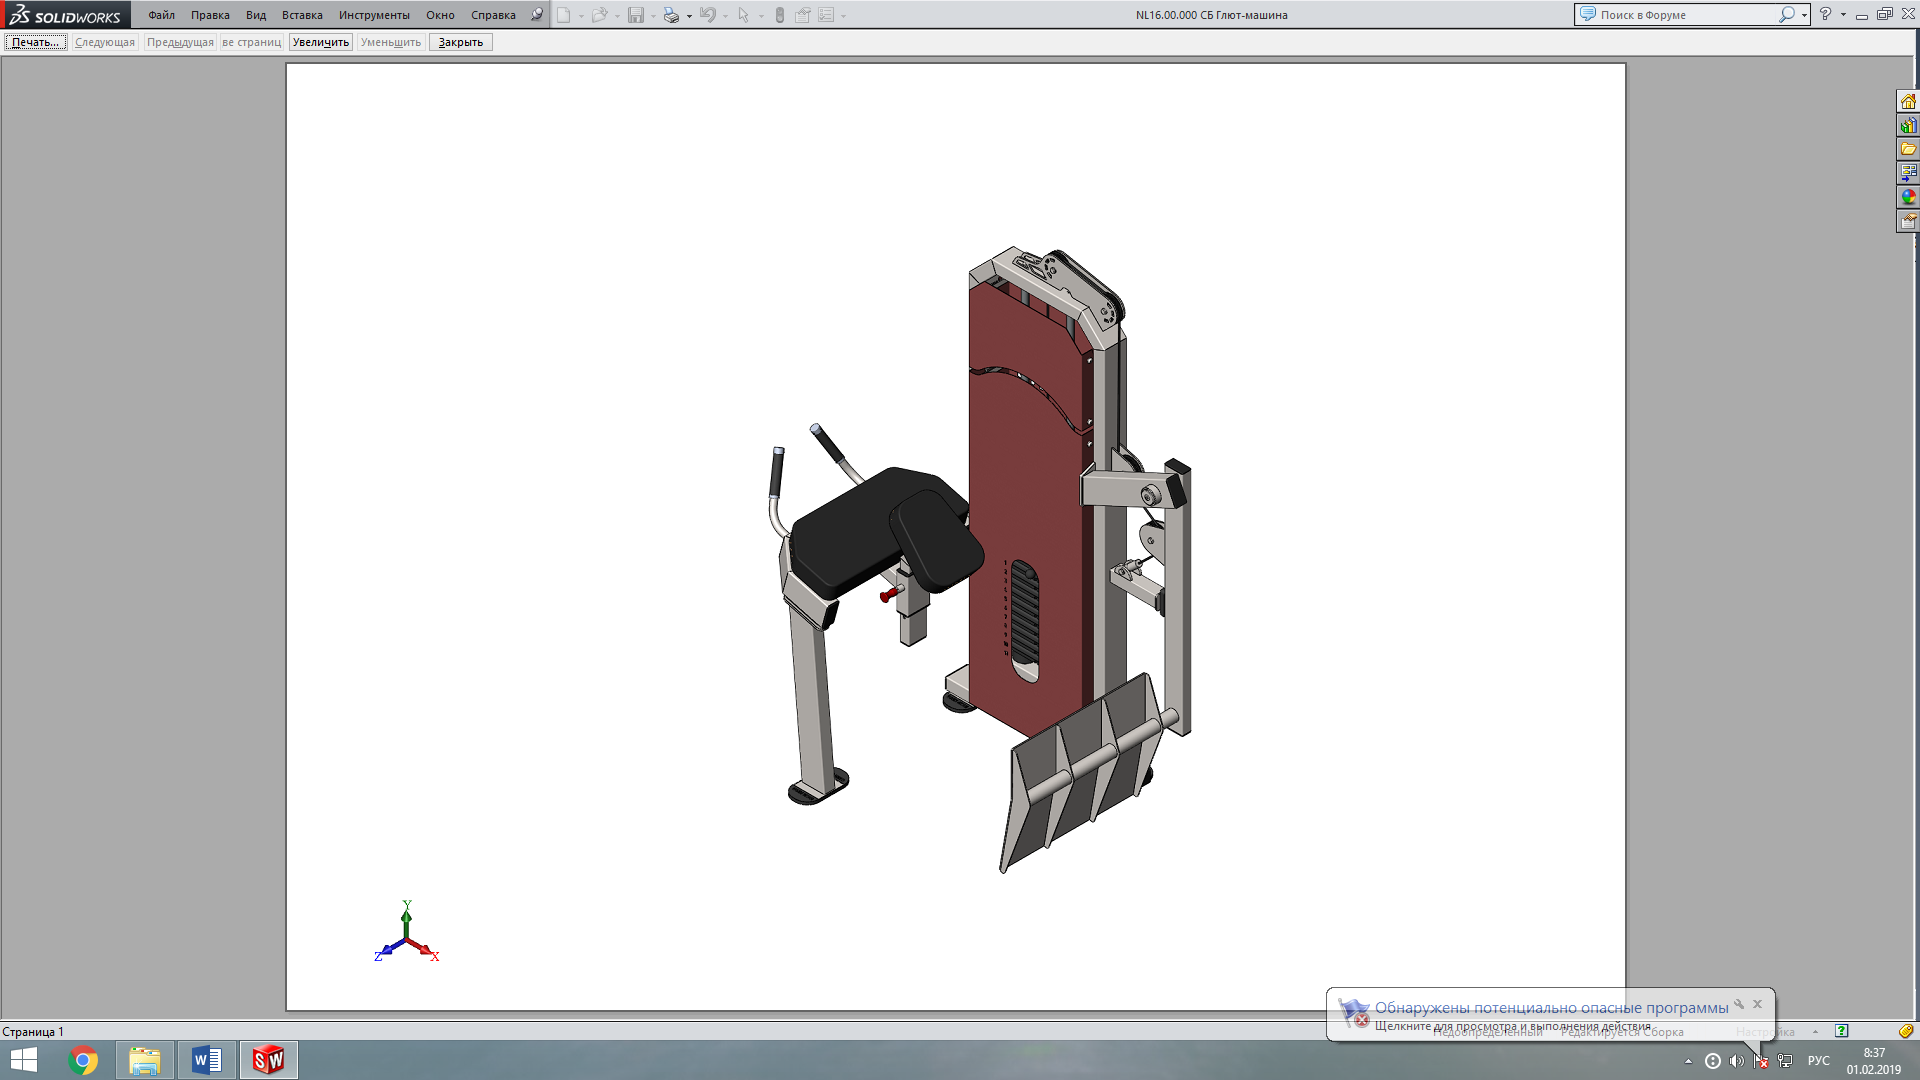 SOLIDWORKS Файл Правка Вид Вставка Инструменты Окно Справка NL16.00.000 СБ Глют-машина Поиск в Форуме
Печать... Следующая Предыдущая ве страниц Увеличить Уменьшить Закрыть
Y
Z X
Обнаружены потенциально опасные программы
Щелкните для просмотра и выполнения действия.
Страница 1 Недоопределенный Редактируется Сборка Настройка
РУС 8:37
01.02.2019